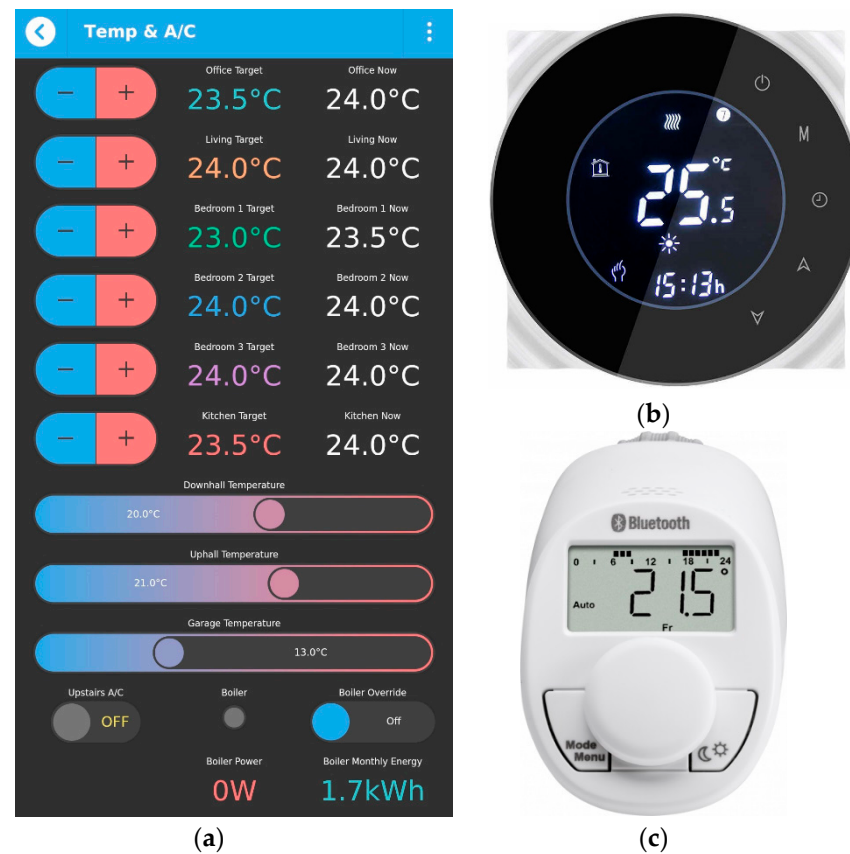 Temp & A/C
Office Target Office Now
- + 23.5°C 24.0°C
Living Target Living Now
- + 24.0°C 24.0°C
Bedroom 1 Target Bedroom 1 Now
- + 23.0°C 23.5°C
Bedroom 2 Target Bedroom 2 Now
- + 24.0°C 24.0°C
Bedroom 3 Target Bedroom 3 Now
- + 24.0°C 24.0°C
Kitchen Target Kitchen Now
- + 23.5°C 24.0°C
Downhall Temperature
20.0°C
Uphall Temperature
21.0°C
Garage Temperature
13.0°C
Upstairs A/C Boiler Boiler Override
OFF Off
Boiler Power Boiler Monthly Energy
0W 1.7kWh
(a)
7
M
25.5 °C
15:13h
(b)
Bluetooth
0 6 12 18 24
21.5°
Auto
Fr
Mode
Menu
(c)